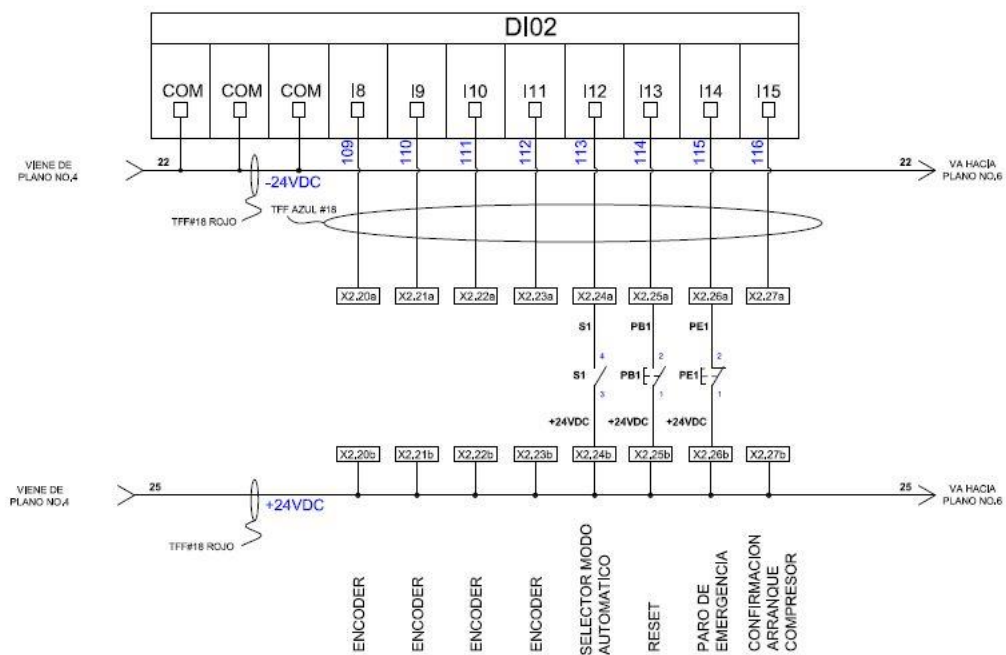 DI02
COM COM COM I8 I9 I10 I11 I12 I13 I14 I15
109 110 111 112 113 114 115 116
VIENE DE
PLANO NO.4
22
-24VDC
22
VA HACIA
PLANO NO.6
TFF#18 ROJO
TFF AZUL #18
X2.20a X2.21a X2.22a X2.23a X2.24a X2.25a X2.26a X2.27a
S1 PB1 PE1
4 2 2
S1 PB1 PE1
3 1 1
+24VDC +24VDC +24VDC
X2.20b X2.21b X2.22b X2.23b X2.24b X2.25b X2.26b X2.27b
VIENE DE
PLANO NO.4
25
+24VDC
25
VA HACIA
PLANO NO.6
TFF#18 ROJO
ENCODER
ENCODER
ENCODER
ENCODER
SELECTOR MODO
AUTOMATICO
RESET
PARO DE
EMERGENCIA
CONFIRMACION
ARRANQUE
COMPRESOR